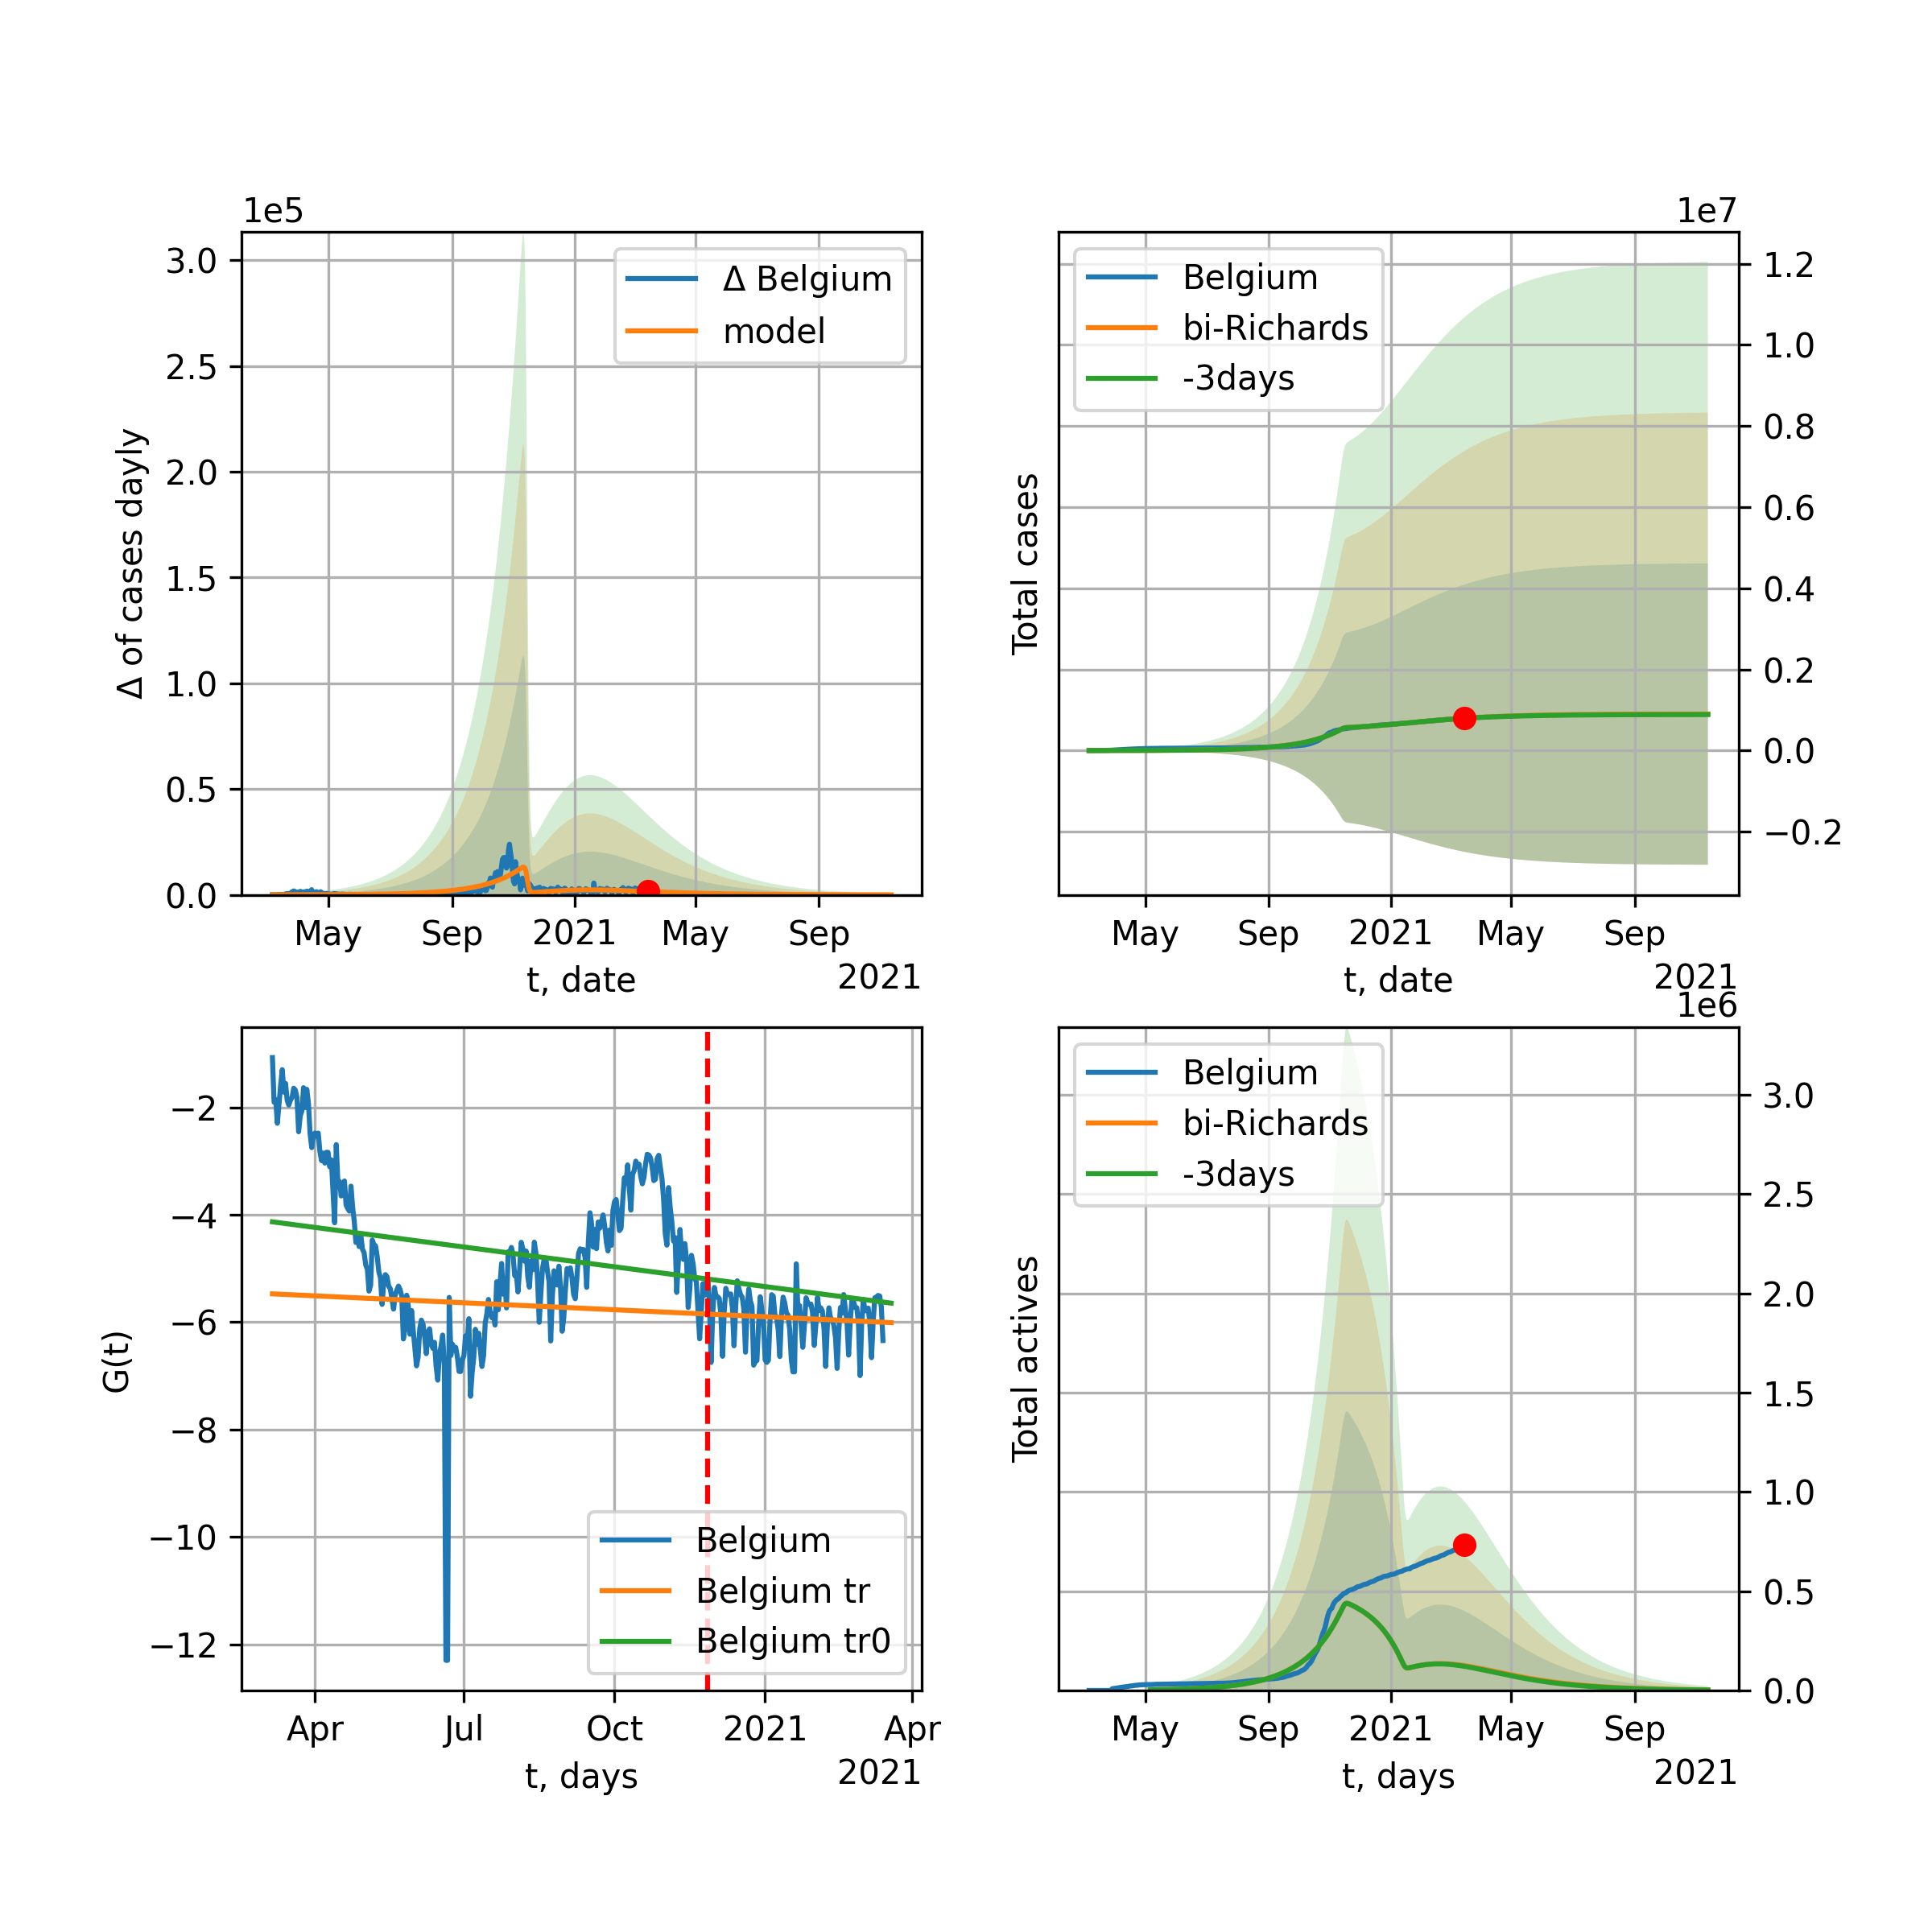 1e5
3.0
2.5
2.0
1.5
1.0
0.5
0.0
Δ of cases dayly
Δ Belgium
model
May Sep 2021 May Sep
t, date
2021
1e7
1.2
1.0
0.8
0.6
0.4
0.2
0.0
−0.2
Total cases
Belgium
bi-Richards
-3days
May Sep 2021 May Sep
t, date
2021
−2
−4
−6
−8
−10
−12
G(t)
Belgium
Belgium tr
Belgium tr0
Apr Jul Oct 2021 Apr
t, days
2021
1e6
3.0
2.5
2.0
1.5
1.0
0.5
0.0
Total actives
Belgium
bi-Richards
-3days
May Sep 2021 May Sep
t, days
2021